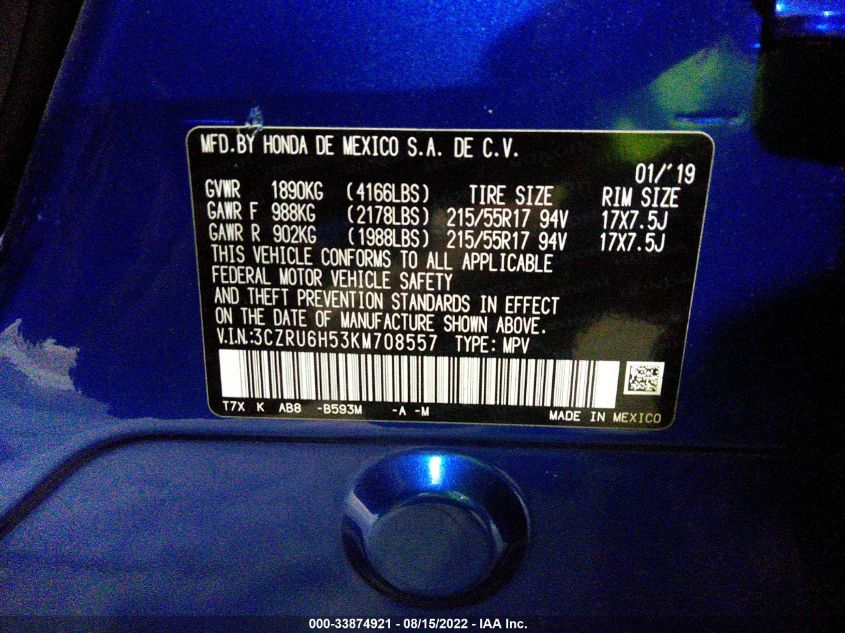 MFD.BY HONDA DE MEXICO S.A. DE C.V.
01/'19
GVWR 1890KG (4166LBS) TIRE SIZE RIM SIZE
GAWR F 988KG (2178LBS) 215/55R17 94V 17X7.5J
GAWR R 902KG (1988LBS) 215/55R17 94V 17X7.5J
THIS VEHICLE CONFORMS TO ALL APPLICABLE
FEDERAL MOTOR VEHICLE SAFETY
AND THEFT PREVENTION STANDARDS IN EFFECT
ON THE DATE OF MANUFACTURE SHOWN ABOVE.
V.I.N.:3CZRU6H53KM708557 TYPE: MPV
T7X K AB8 -B593M -A -M
MADE IN MEXICO
000-33874921 - 08/15/2022 - IAA Inc.